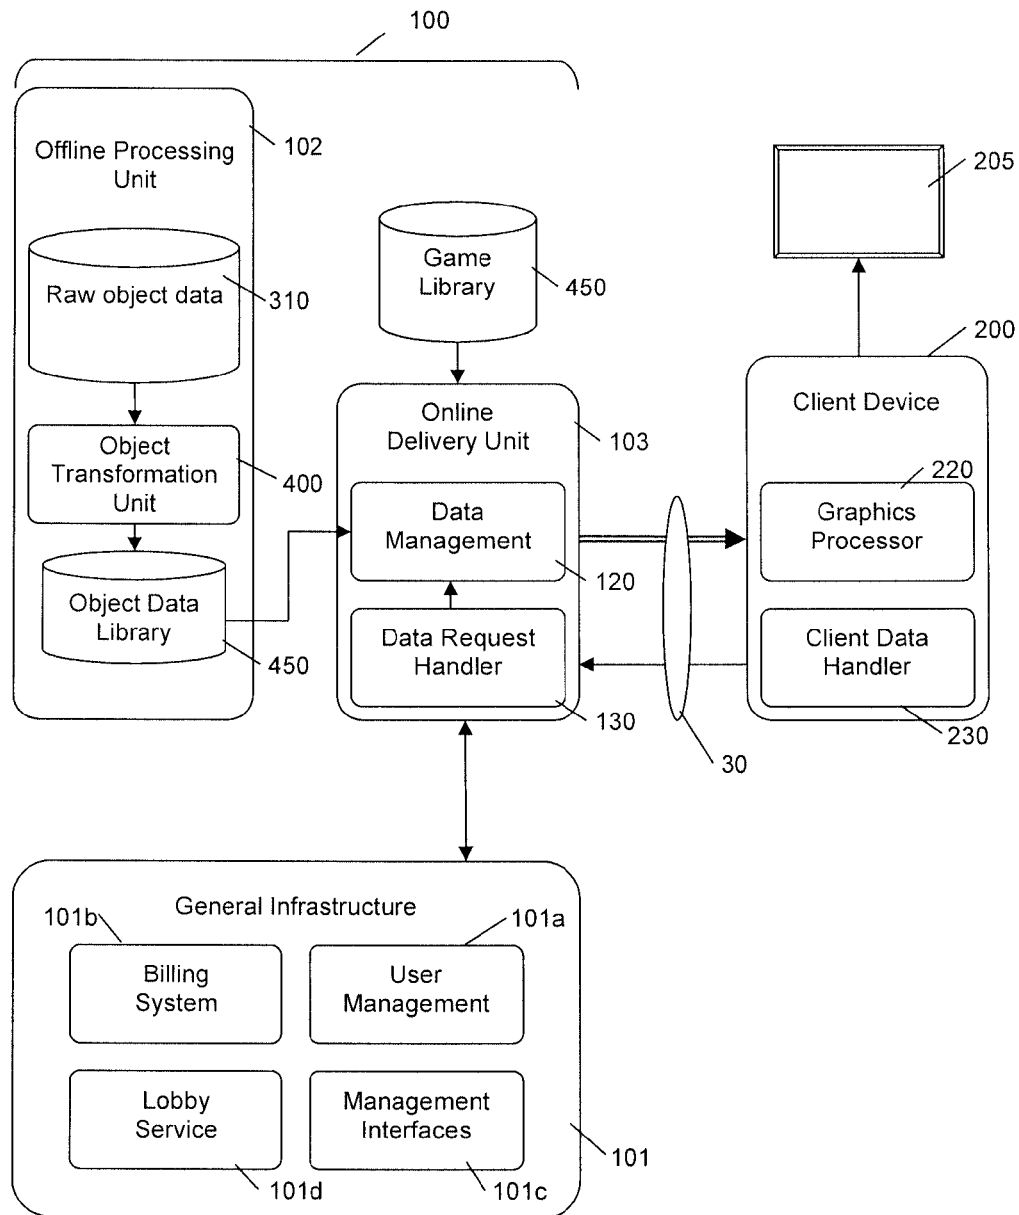 100
Offline Processing
Unit
102
205
Raw object data
310
Game
Library
450
200
Object
Transformation
Unit
400
Online
Delivery Unit
103
Client Device
220
Data
Management
120
Graphics
Processor
Object Data
Library
450
Data Request
Handler
130
Client Data
Handler
230
30
General Infrastructure
101b
101a
Billing
System
User
Management
Lobby
Service
Management
Interfaces
101
101d
101c